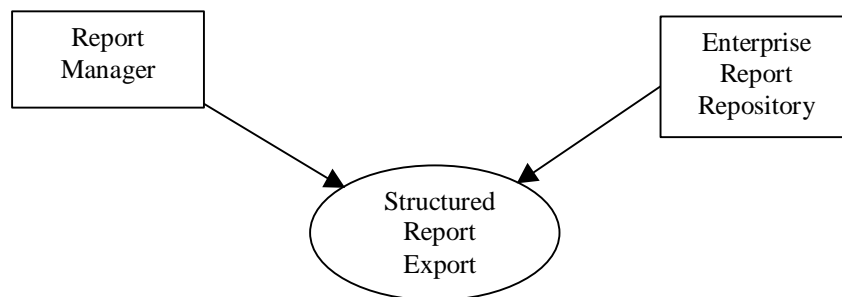 Report
Manager
Enterprise
Report
Repository
Structured
Report
Export